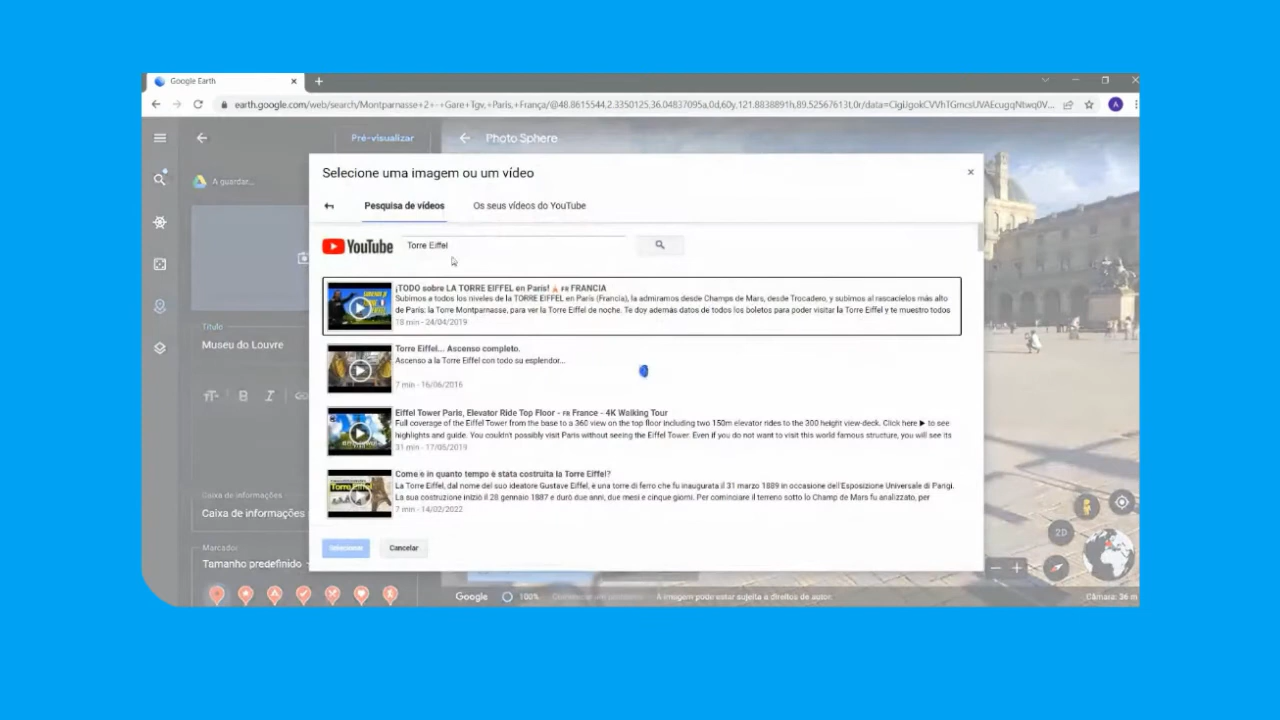 Google Earth
earth.google.com/web/search/Montparnasse+2+-+Gare+Tgv,+Paris,+França/@48.8615544,2.3350125,36.04837095a,0d,60y,121.8838891h,89.52567613t,0r/
Pré-visualizar
Photo Sphere
A guardar...
Selecione uma imagem ou um vídeo
Pesquisa de vídeos
Os seus vídeos do YouTube
YouTube
Torre Eiffel
¡TODO sobre LA TORRE EIFFEL en París! 🗼 FR FRANCIA
Subimos a todos los niveles de la TORRE EIFFEL en París (Francia), la admiramos desde Champs de Mars, desde Trocadero, y subimos al rascacielos más alto
de París: la Torre Montparnasse, para ver la Torre Eiffel de noche. Te doy además datos de todos los boletos para poder visitar la Torre Eiffel y te muestro todos
18 min - 24/04/2019
Torre Eiffel... Ascenso completo.
Ascenso a la Torre Eiffel con todo su esplendor...
7 min - 16/06/2016
Eiffel Tower Paris, Elevator Ride Top Floor - FR France - 4K Walking Tour
Full coverage of the Eiffel Tower from the base to a 360 view on the top floor including two 150m elevator rides to the 300 height view-deck. Click here ▶ to see
highlights and guide. You couldn't possibly visit Paris without seeing the Eiffel Tower. Even if you do not want to visit this world famous structure, you will see its
31 min - 17/05/2019
Come è in quanto tempo è stata costruita la Torre Eiffel?
La Torre Eiffel, dal nome del suo ideatore Gustave Eiffel, è una torre di ferro che fu inaugurata il 31 marzo 1889 in occasione dell'Esposizione Universale di Parigi.
La sua costruzione iniziò il 28 gennaio 1887 e durò due anni, due mesi e cinque giorni. Per cominciare il terreno sotto lo Champ de Mars fu analizzato, per
7 min - 14/02/2022
Selecionar
Cancelar
Título
Museu do Louvre
B I
Caixa de informações
Caixa de informações
Marcador
Tamanho predefinido
2D
Google
100%
A imagem pode estar sujeita a direitos de autor.
Câmara: 36 m